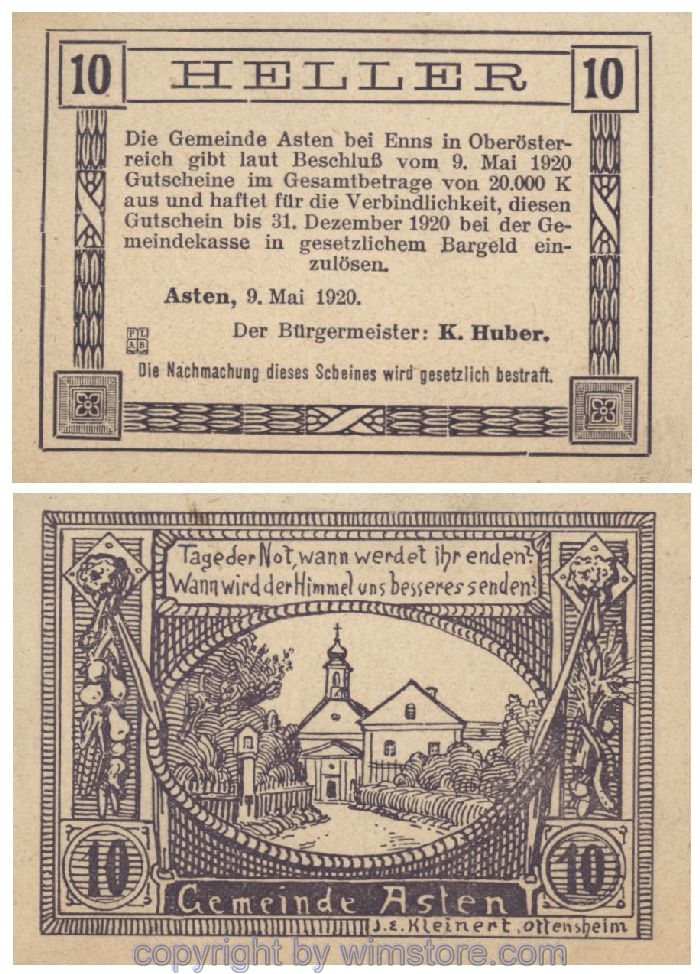 10 HELLER 10
Die Gemeinde Asten bei Enns in Oberöster-
reich gibt laut Beschluß vom 9. Mai 1920
Gutscheine im Gesamtbetrage von 20.000 K
aus und haftet für die Verbindlichkeit, diesen
Gutschein bis 31. Dezember 1920 bei der Ge-
meindekasse in gesetzlichem Bargeld ein-
zulösen.
Asten, 9. Mai 1920.
Der Bürgermeister: K. Huber.
Die Nachmachung dieses Scheines wird gesetzlich bestraft.
Tage der Not, wann werdet ihr enden?
Wann wird der Himmel uns besseres senden?
10 10
Gemeinde Asten
J.E. Kleinert, Ottensheim
copyright by wimstore.com